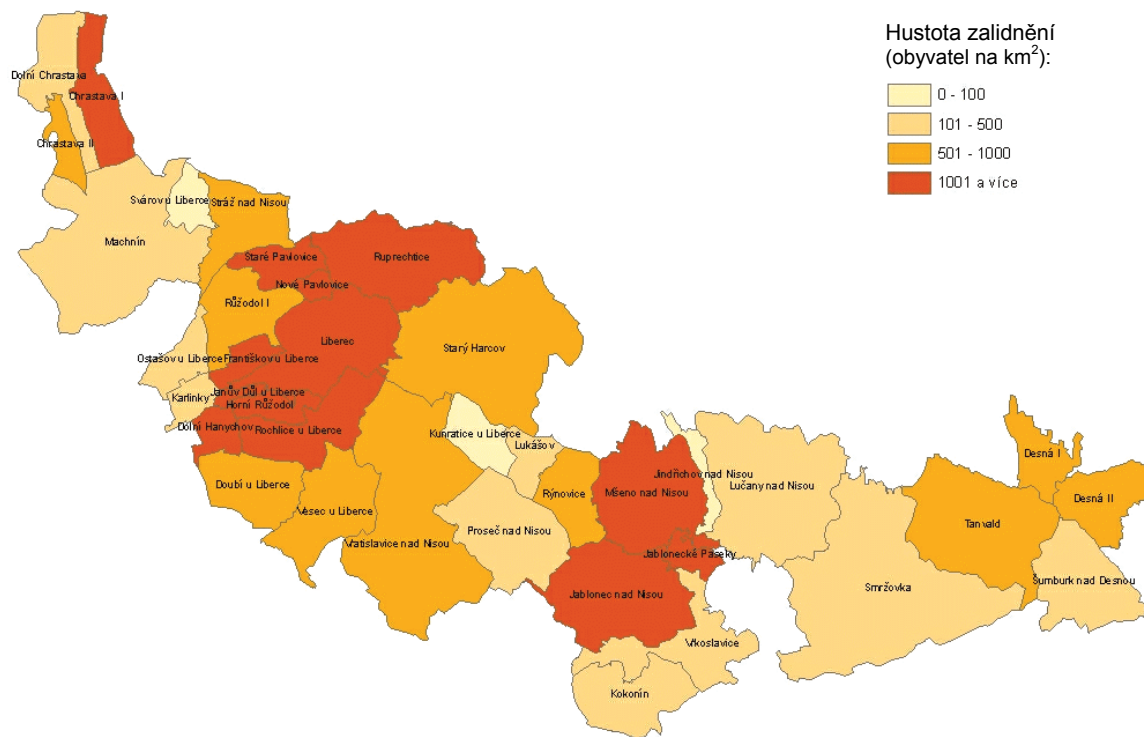 Hustota zalidnění
(obyvatel na km²):
0 - 100
101 - 500
501 - 1000
1001 a více
Dolní Chrastava
Chrastava I
Chrastava II
Svárov u Liberce
Stráž nad Nisou
Machnín
Staré Pavlovice
Ruprechtice
Nové Pavlovice
Růžodol I
Liberec
Starý Harcov
Ostašov u Liberce
Františkov u Liberce
Karlinky
Janův Důl u Liberce
Horní Růžodol
Dolní Hanychov
Rochlice u Liberce
Kunratice u Liberce
Lukášov
Jindřichov nad Nisou
Lučany nad Nisou
Desná I
Doubí u Liberce
Rýnovice
Mšeno nad Nisou
Desná II
Vesec u Liberce
Proseč nad Nisou
Tanvald
Vratislavice nad Nisou
Jablonecké Paseky
Šumburk nad Desnou
Smržovka
Jablonec nad Nisou
Vrkoslavice
Kokonín